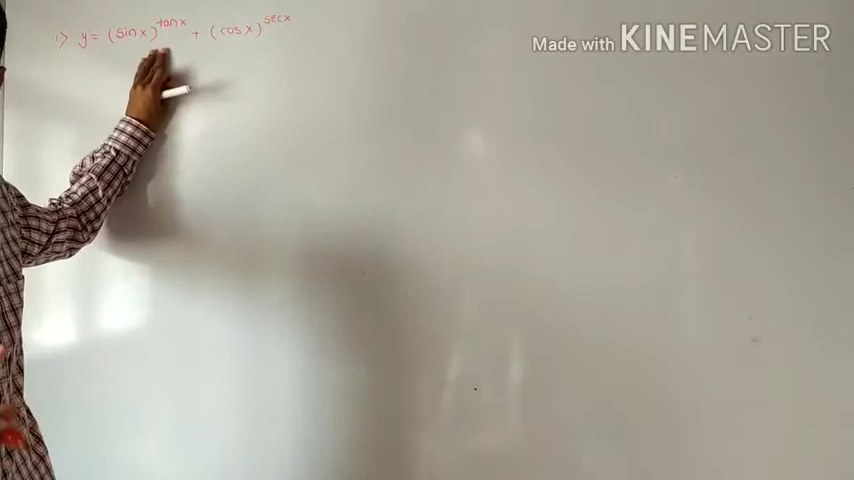 1) y = (sin x)^tan x + (cos x)^sec x
Made with KINEMASTER